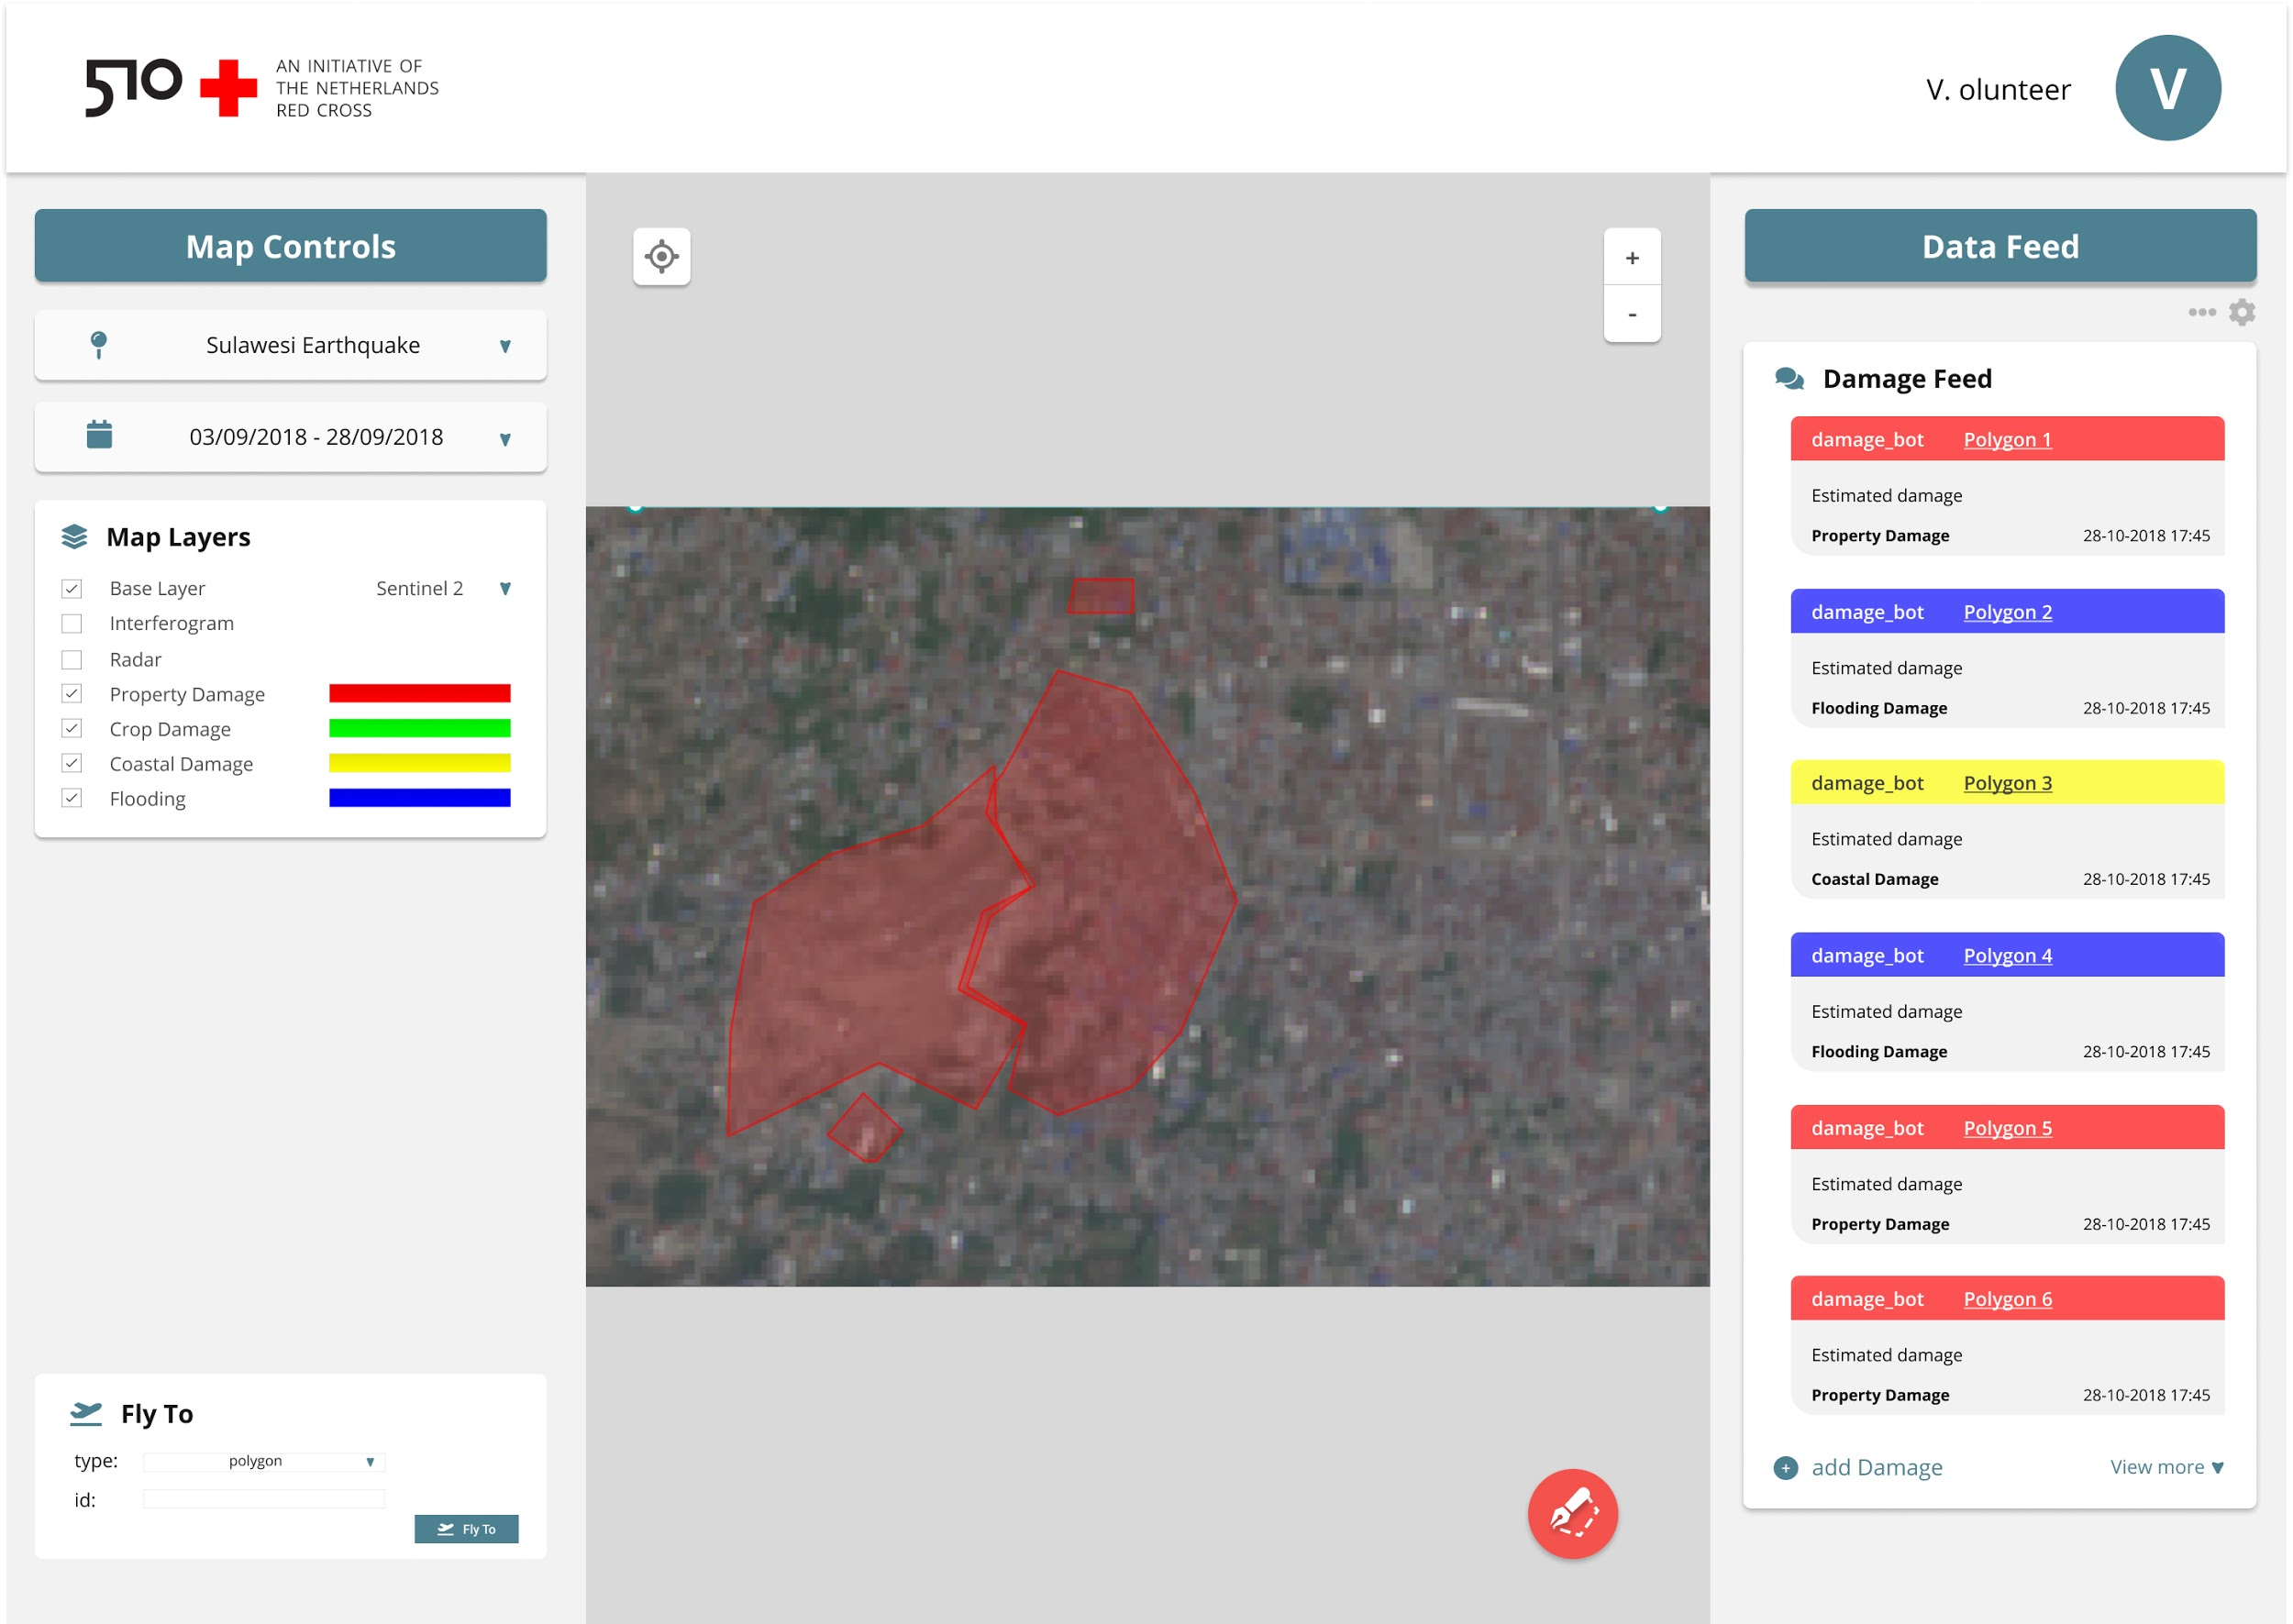 510
AN INITIATIVE OF
THE NETHERLANDS
RED CROSS
V. olunteer
V
Map Controls
Sulawesi Earthquake
03/09/2018 - 28/09/2018
Map Layers
Base Layer Sentinel 2
Interferogram
Radar
Property Damage
Crop Damage
Coastal Damage
Flooding
Fly To
type: polygon
id:
Fly To
+
-
Data Feed
Damage Feed
damage_bot Polygon 1
Estimated damage
Property Damage 28-10-2018 17:45
damage_bot Polygon 2
Estimated damage
Flooding Damage 28-10-2018 17:45
damage_bot Polygon 3
Estimated damage
Coastal Damage 28-10-2018 17:45
damage_bot Polygon 4
Estimated damage
Flooding Damage 28-10-2018 17:45
damage_bot Polygon 5
Estimated damage
Property Damage 28-10-2018 17:45
damage_bot Polygon 6
Estimated damage
Property Damage 28-10-2018 17:45
add Damage View more